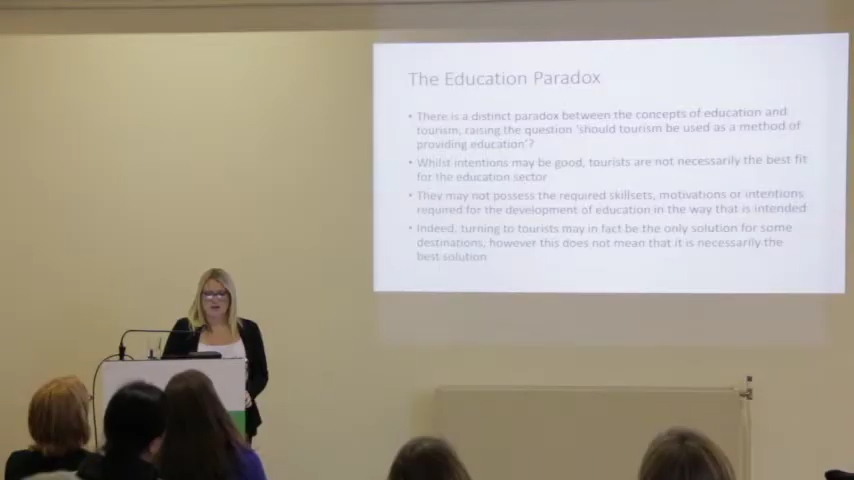 The Education Paradox
• There is a distinct paradox between the concepts of education and
tourism, raising the question 'should tourism be used as a method of
providing education'?
• Whilst intentions may be good, tourists are not necessarily the best fit
for the education sector
• They may not possess the required skillsets, motivations or intentions
required for the development of education in the way that is intended
• Indeed, turning to tourists may in fact be the only solution for some
destinations, however this does not mean that it is necessarily the
best solution